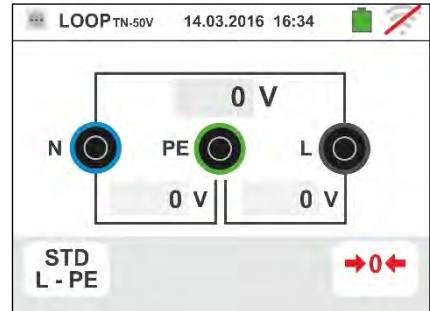 LOOP TN-50V 14.03.2016 16:34
0 V
N PE L
0 V 0 V
STD
L - PE
➔0←